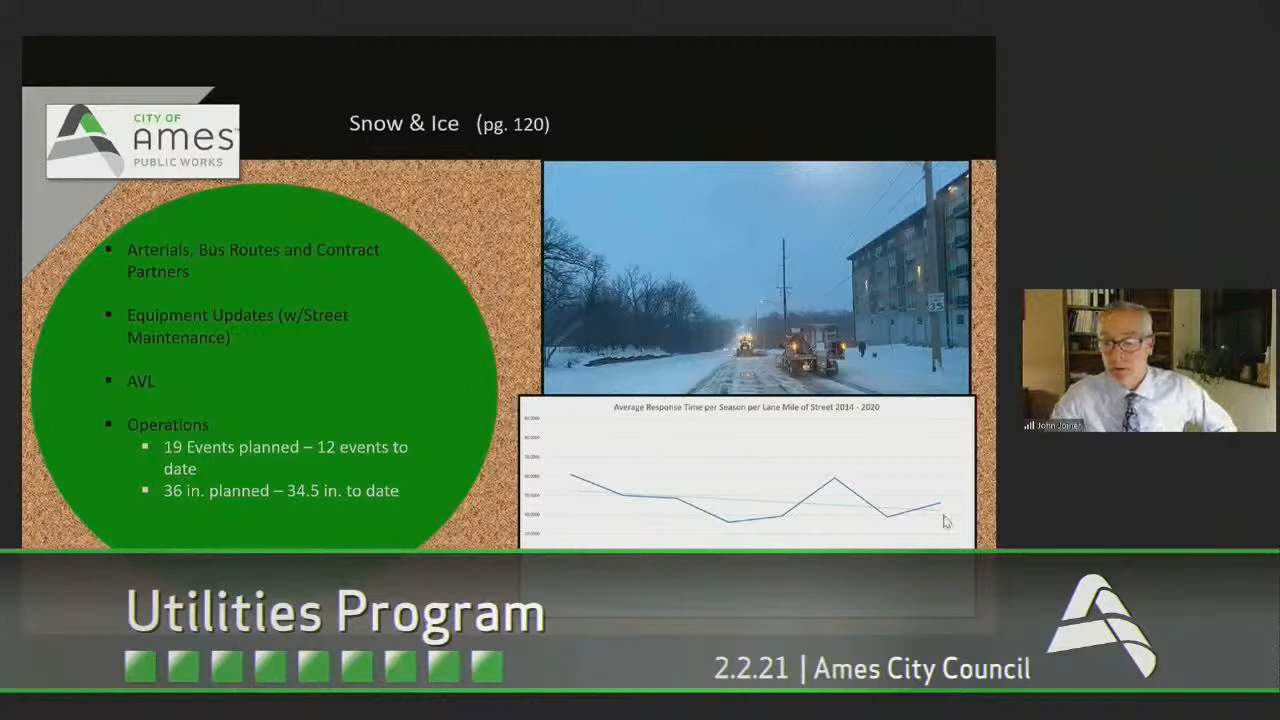 Snow & Ice (pg. 120)
CITY OF
AMES
PUBLIC WORKS
Arterials, Bus Routes and Contract
Partners
Equipment Updates (w/Street
Maintenance)
AVL
Operations
19 Events planned – 12 events to
date
36 in. planned – 34.5 in. to date
Average Response Time per Season per Lane Mile of Street 2014 - 2020
John Joiner
Utilities Program
2.2.21 | Ames City Council